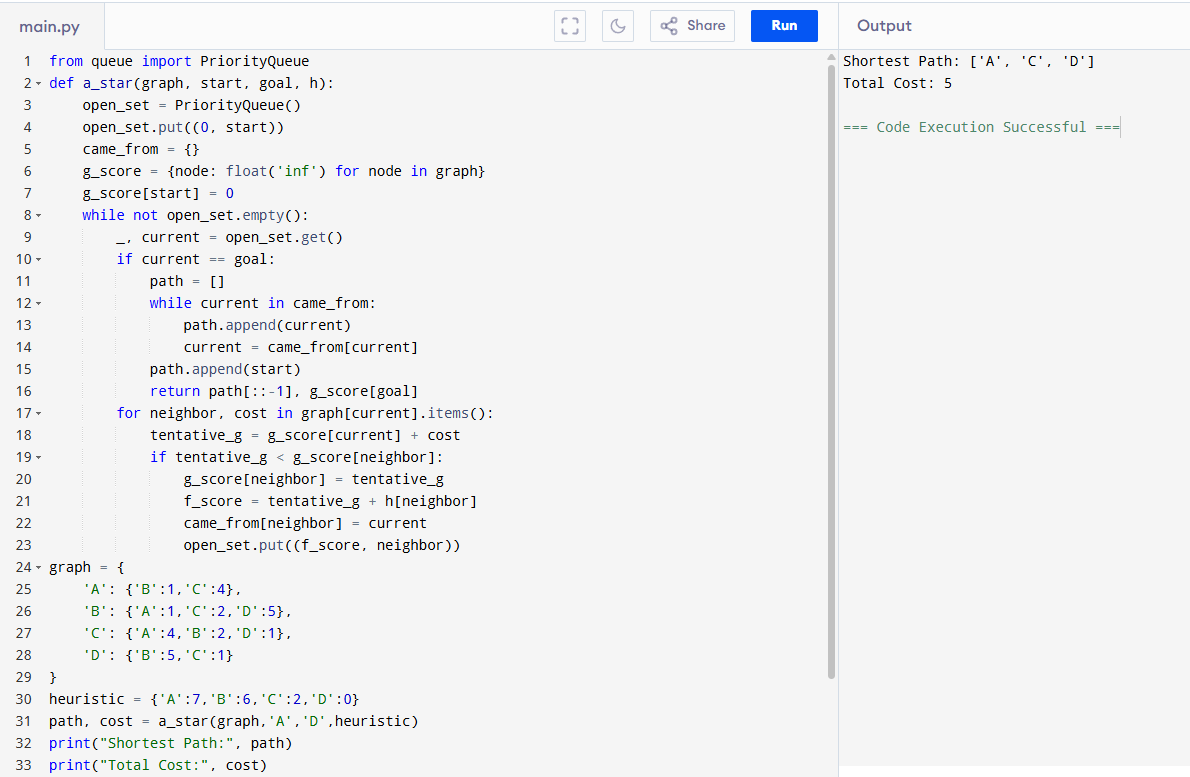 main.py
Share
Run
Output
1 from queue import PriorityQueue
2 def a_star(graph, start, goal, h):
3     open_set = PriorityQueue()
4     open_set.put((0, start))
5     came_from = {}
6     g_score = {node: float('inf') for node in graph}
7     g_score[start] = 0
8     while not open_set.empty():
9         _, current = open_set.get()
10         if current == goal:
11             path = []
12             while current in came_from:
13                 path.append(current)
14                 current = came_from[current]
15             path.append(start)
16             return path[::-1], g_score[goal]
17         for neighbor, cost in graph[current].items():
18             tentative_g = g_score[current] + cost
19             if tentative_g < g_score[neighbor]:
20                 g_score[neighbor] = tentative_g
21                 f_score = tentative_g + h[neighbor]
22                 came_from[neighbor] = current
23                 open_set.put((f_score, neighbor))
24 graph = {
25     'A': {'B':1,'C':4},
26     'B': {'A':1,'C':2,'D':5},
27     'C': {'A':4,'B':2,'D':1},
28     'D': {'B':5,'C':1}
29 }
30 heuristic = {'A':7,'B':6,'C':2,'D':0}
31 path, cost = a_star(graph,'A','D',heuristic)
32 print("Shortest Path:", path)
33 print("Total Cost:", cost)
Shortest Path: ['A', 'C', 'D']
Total Cost: 5
=== Code Execution Successful ===